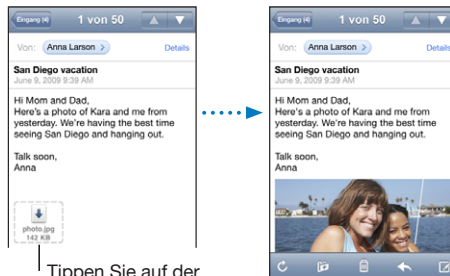 Eingang (4) 1 von 50
Von: Anna Larson Details
San Diego vacation
June 9, 2009 9:39 AM
Hi Mom and Dad,
Here's a photo of Kara and me from
yesterday. We're having the best time
seeing San Diego and hanging out.
Talk soon,
Anna
photo.jpg
142 KB
Tippen Sie auf der
Eingang (4) 1 von 50
Von: Anna Larson Details
San Diego vacation
June 9, 2009 9:39 AM
Hi Mom and Dad,
Here's a photo of Kara and me from
yesterday. We're having the best time
seeing San Diego and hanging out.
Talk soon,
Anna